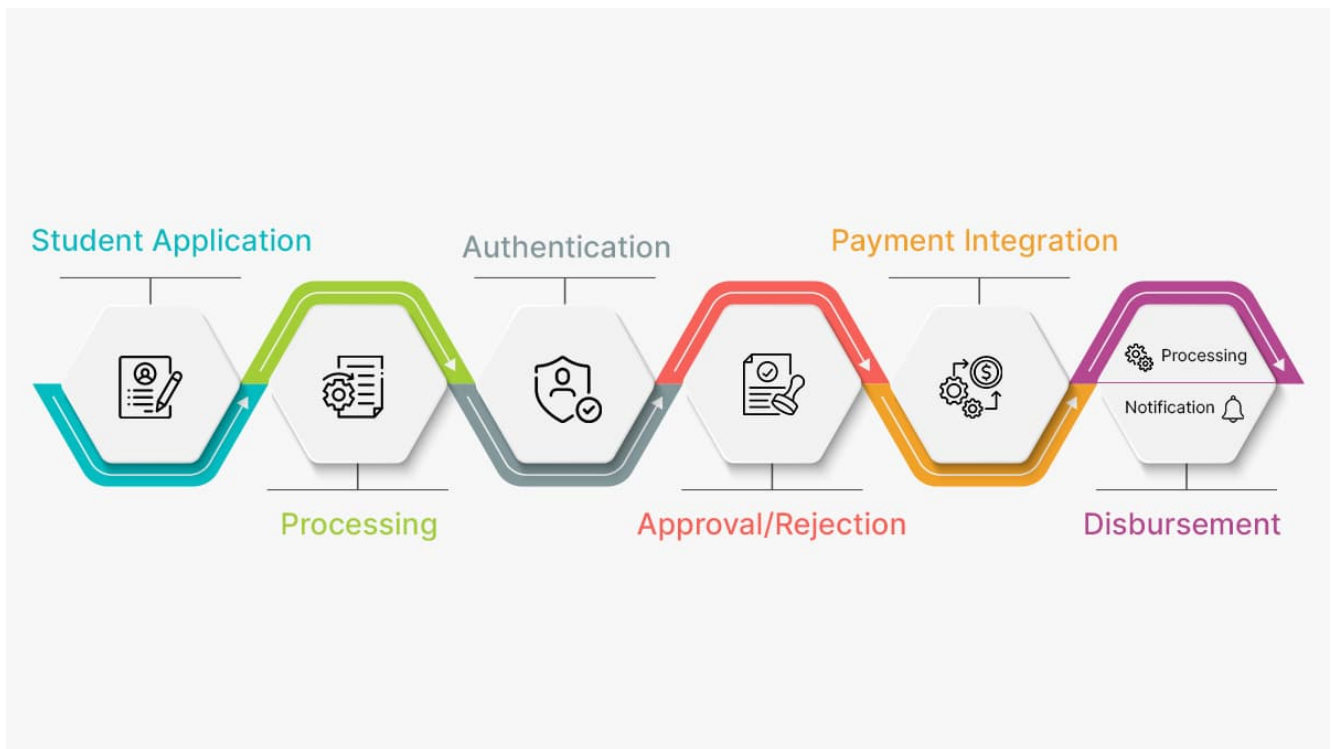 Student Application
Processing
Authentication
Approval/Rejection
Payment Integration
Processing
Notification
Disbursement